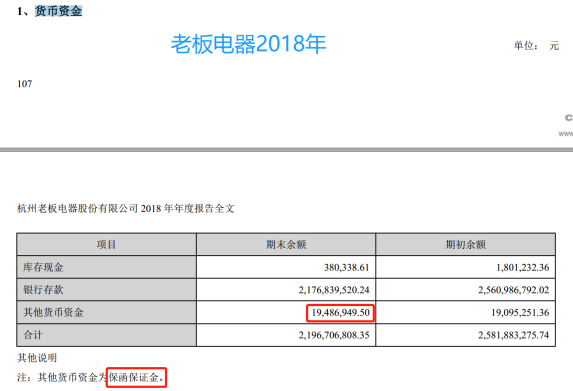 1、货币资金
老板电器2018年
单位： 元
107
c
www
杭州老板电器股份有限公司 2018 年年度报告全文
项目 期末余额 期初余额
库存现金 380,338.61 1,801,232.36
银行存款 2,176,839,520.24 2,560,986,792.02
其他货币资金 19,486,949.50 19,095,251.36
合计 2,196,706,808.35 2,581,883,275.74
其他说明
注：其他货币资金为保函保证金。